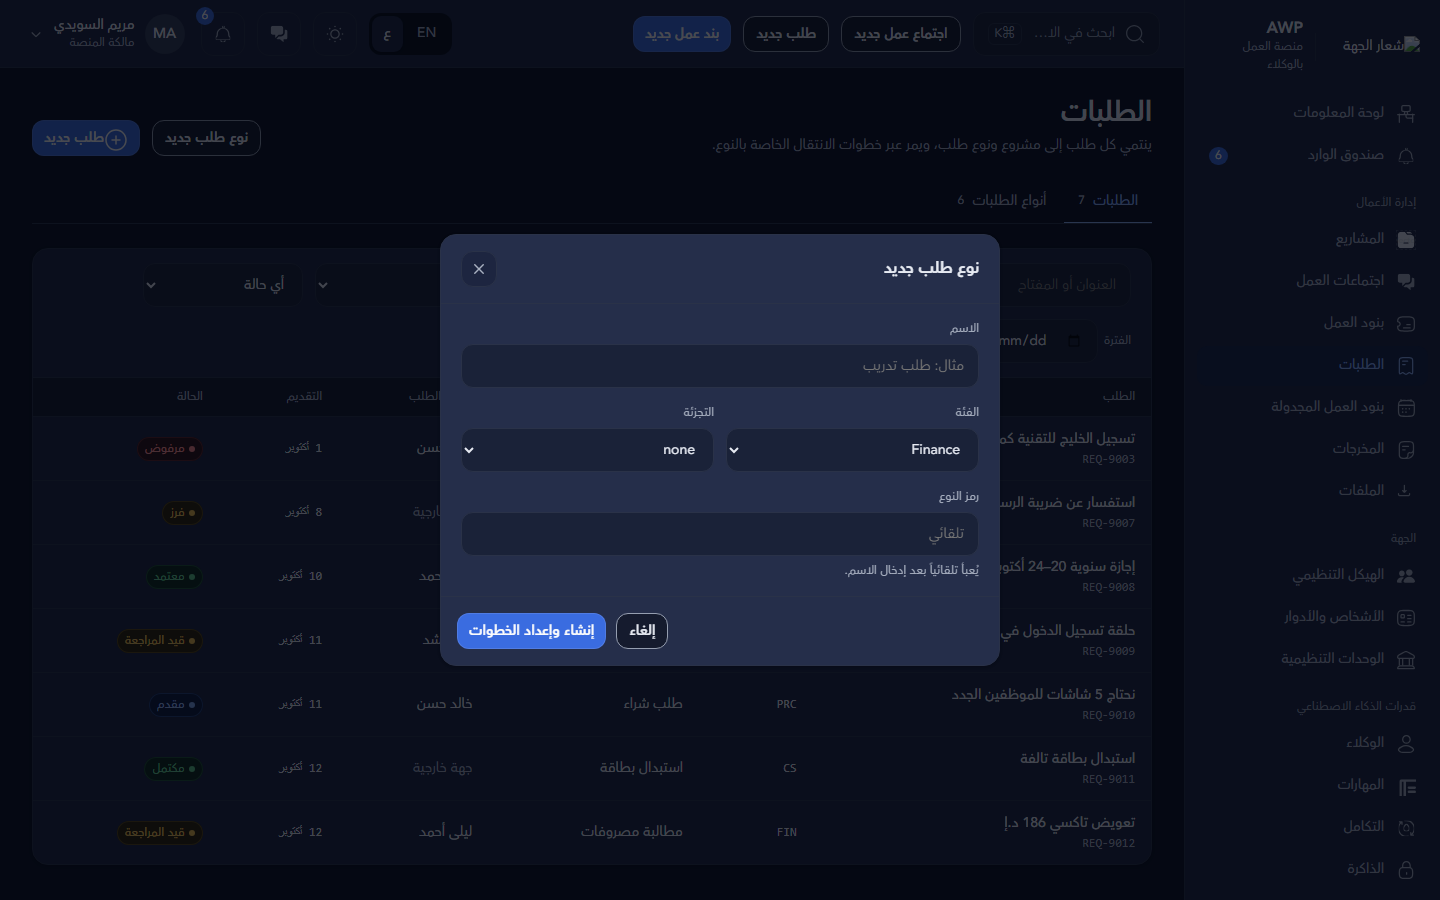 شعار الجهة
AWP
منصة العمل
بالوكلاء
لوحة المعلومات
صندوق الوارد
6
إدارة الأعمال
المشاريع
اجتماعات العمل
بنود العمل
الطلبات
بنود العمل المجدولة
المخرجات
الملفات
الجهة
الهيكل التنظيمي
الأشخاص والأدوار
الوحدات التنظيمية
قدرات الذكاء الاصطناعي
الوكلاء
المهارات
التكامل
الذاكرة
ابحث في الا...
⌘K
اجتماع عمل جديد
طلب جديد
بند عمل جديد
EN
ع
6
MA
مريم السويدي
مالكة المنصة
الطلبات
ينتمي كل طلب إلى مشروع ونوع طلب، ويمر عبر خطوات الانتقال الخاصة بالنوع.
نوع طلب جديد
طلب جديد
الطلبات 7
أنواع الطلبات 6
العنوان أو المفتاح
أي حالة
الفترة
mm/dd
الطلب
التقديم
الحالة
تسجيل الخليج للتقنية
REQ-9003
1 أكتوبر
مرفوض
استفسار عن ضريبة
REQ-9007
8 أكتوبر
فرز
إجازة سنوية 20–24
REQ-9008
10 أكتوبر
معتمد
حلقة تسجيل الدخول في
REQ-9009
11 أكتوبر
قيد المراجعة
نحتاج 5 شاشات للموظفين الجدد
REQ-9010
PRC
طلب شراء
خالد حسن
11 أكتوبر
مقدم
استبدال بطاقة تالفة
REQ-9011
CS
استبدال بطاقة
جهة خارجية
12 أكتوبر
مكتمل
تعويض تاكسي 186 د.إ
REQ-9012
FIN
مطالبة مصروفات
ليلى أحمد
12 أكتوبر
قيد المراجعة
نوع طلب جديد
الاسم
مثال: طلب تدريب
الفئة
التجزئة
Finance
none
رمز النوع
تلقائي
يُعبأ تلقائياً بعد إدخال الاسم.
إلغاء
إنشاء وإعداد الخطوات